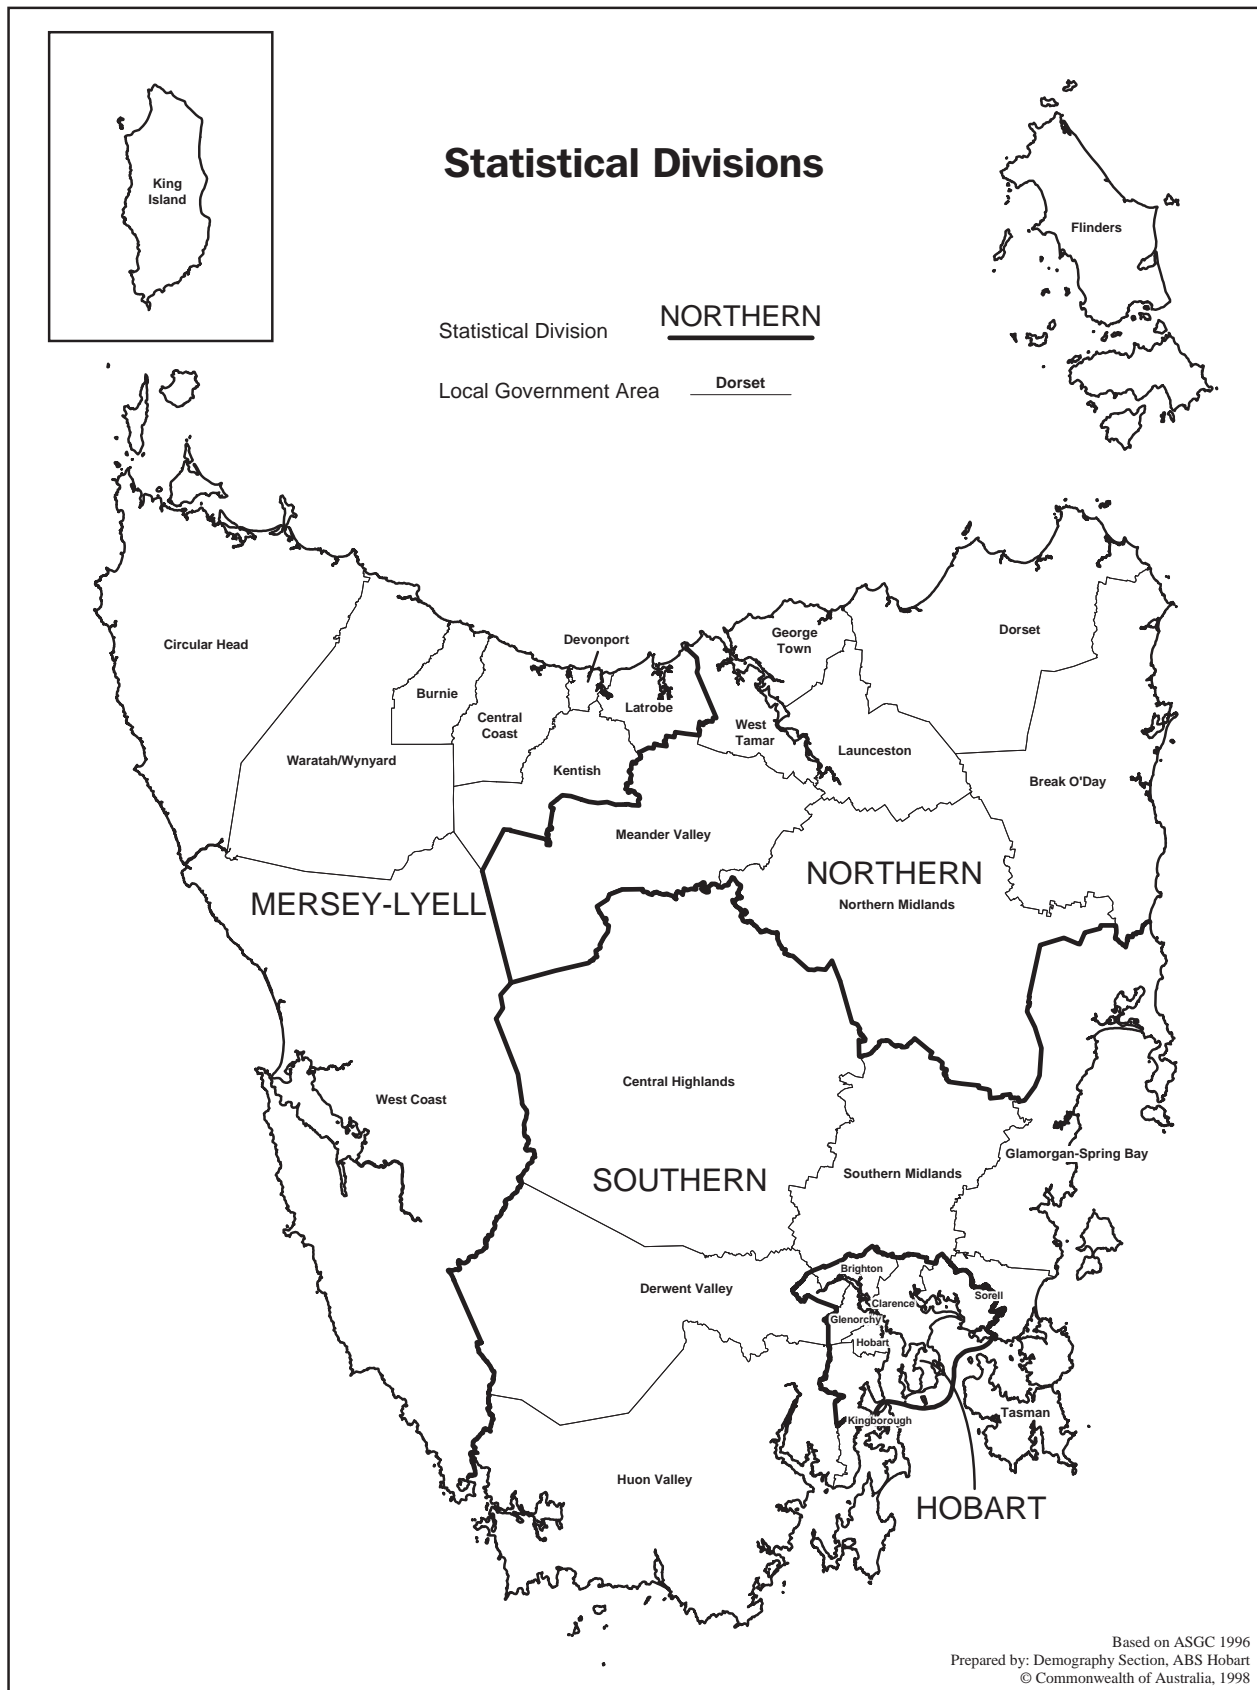 Statistical Divisions
King
Island
Flinders
Statistical Division
NORTHERN
Local Government Area
Dorset
Circular Head
Devonport
George
Town
Dorset
Burnie
Latrobe
Central
Coast
West
Tamar
Launceston
Waratah/Wynyard
Kentish
Break O'Day
Meander Valley
NORTHERN
MERSEY-LYELL
Northern Midlands
Central Highlands
West Coast
SOUTHERN
Southern Midlands
Glamorgan-Spring Bay
Brighton
Derwent Valley
Clarence
Sorell
Glenorchy
Hobart
Kingborough
Tasman
Huon Valley
HOBART
Based on ASGC 1996
Prepared by: Demography Section, ABS Hobart
© Commonwealth of Australia, 1998